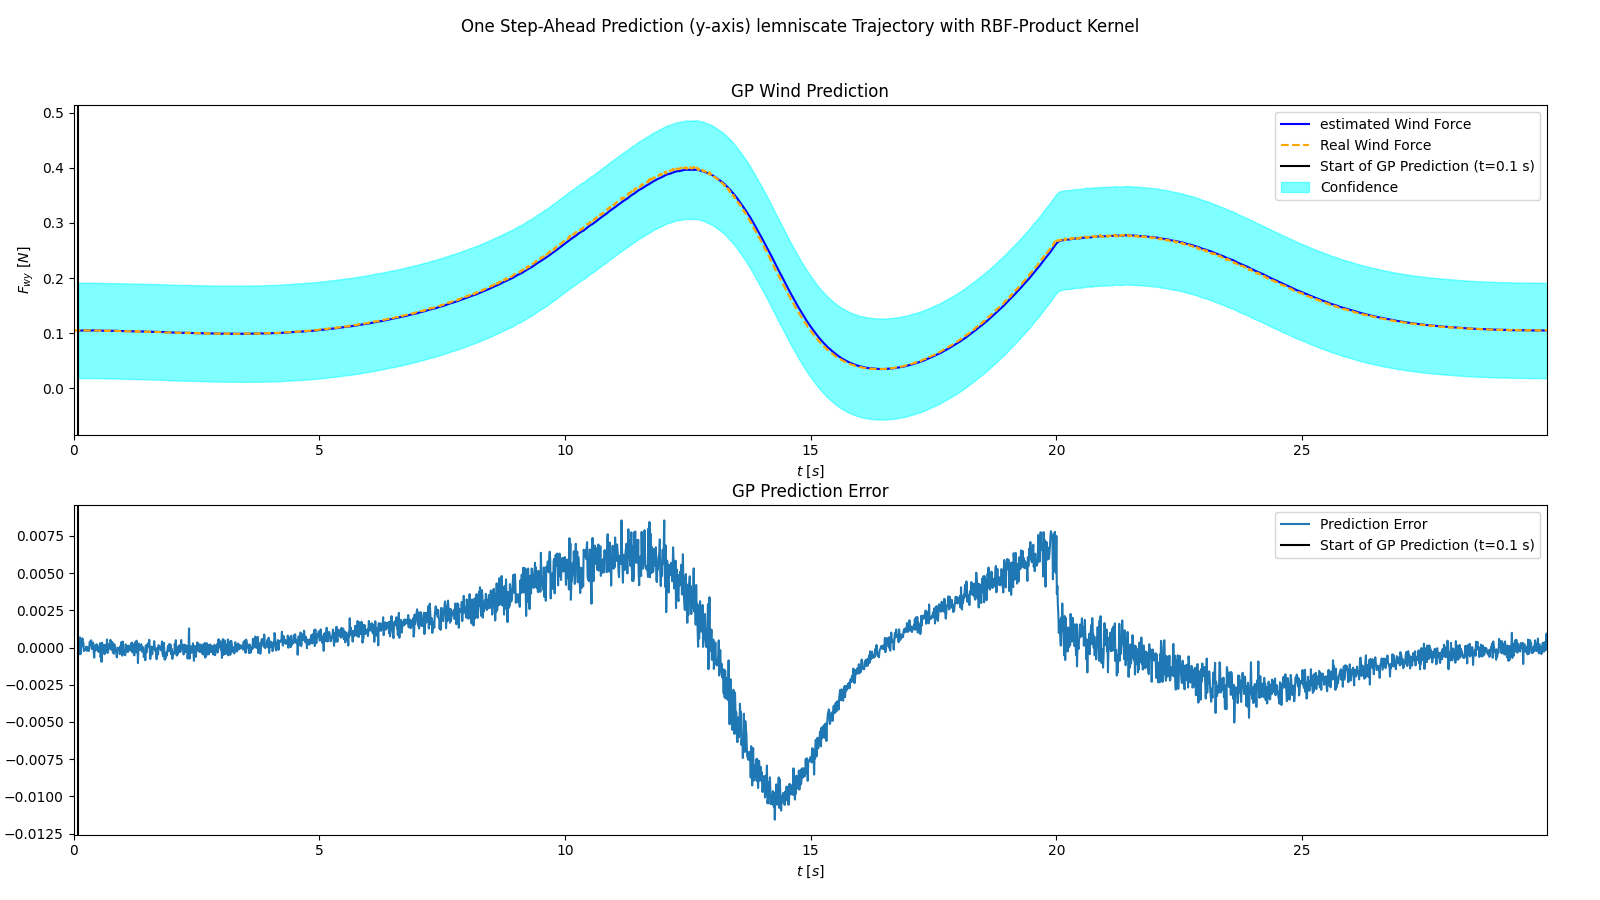 One Step-Ahead Prediction (y-axis) lemniscate Trajectory with RBF-Product Kernel
GP Wind Prediction
0.5
0.4
0.3
0.2
0.1
0.0
F_wy [N]
estimated Wind Force
Real Wind Force
Start of GP Prediction (t=0.1 s)
Confidence
0 5 10 15 20 25
t [s]
GP Prediction Error
0.0075
0.0050
0.0025
0.0000
−0.0025
−0.0050
−0.0075
−0.0100
−0.0125
Prediction Error
Start of GP Prediction (t=0.1 s)
0 5 10 15 20 25
t [s]